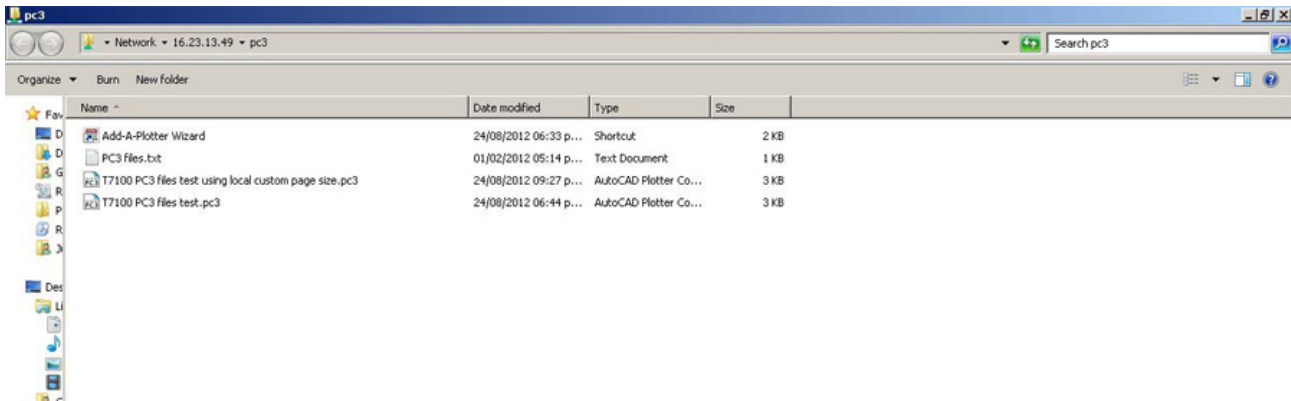 pc3
Network 16.23.13.49 pc3
Search pc3
Organize Burn New folder
Name Date modified Type Size
Fav
Add-A-Plotter Wizard 24/08/2012 06:33 p... Shortcut 2 KB
D
PC3 files.txt 01/02/2012 05:14 p... Text Document 1 KB
D
T7100 PC3 files test using local custom page size.pc3 24/08/2012 09:27 p... AutoCAD Plotter Co... 3 KB
G
T7100 PC3 files test.pc3 24/08/2012 06:44 p... AutoCAD Plotter Co... 3 KB
R
P
R
Des
Li